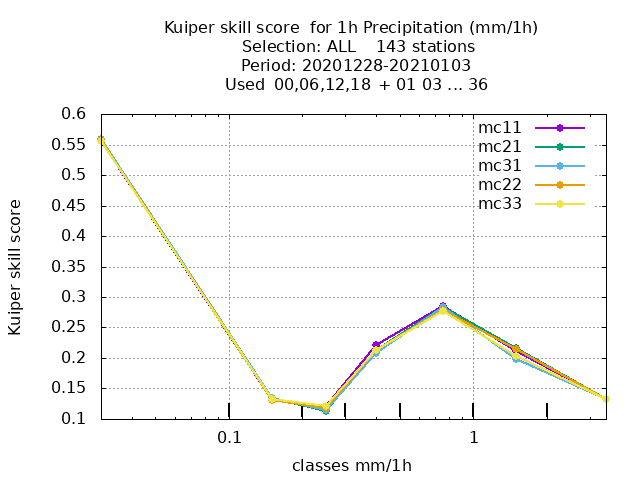 Kuiper skill score  for 1h Precipitation (mm/1h)
Selection: ALL    143 stations
Period: 20201228-20210103
Used  00,06,12,18  + 01 03 ... 36
0.6
0.55
0.5
0.45
0.4
0.35
0.3
0.25
0.2
0.15
0.1
Kuiper skill score
mc11
mc21
mc31
mc22
mc33
0.1
1
classes mm/1h